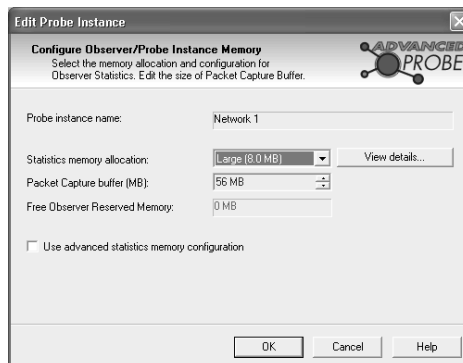 Edit Probe Instance
Configure Observer/Probe Instance Memory
Select the memory allocation and configuration for
Observer Statistics. Edit the size of Packet Capture Buffer.
ADVANCED
PROBE
Probe instance name:
Network 1
Statistics memory allocation:
Large (8.0 MB)
View details...
Packet Capture buffer (MB):
56 MB
Free Observer Reserved Memory:
0 MB
Use advanced statistics memory configuration
OK
Cancel
Help